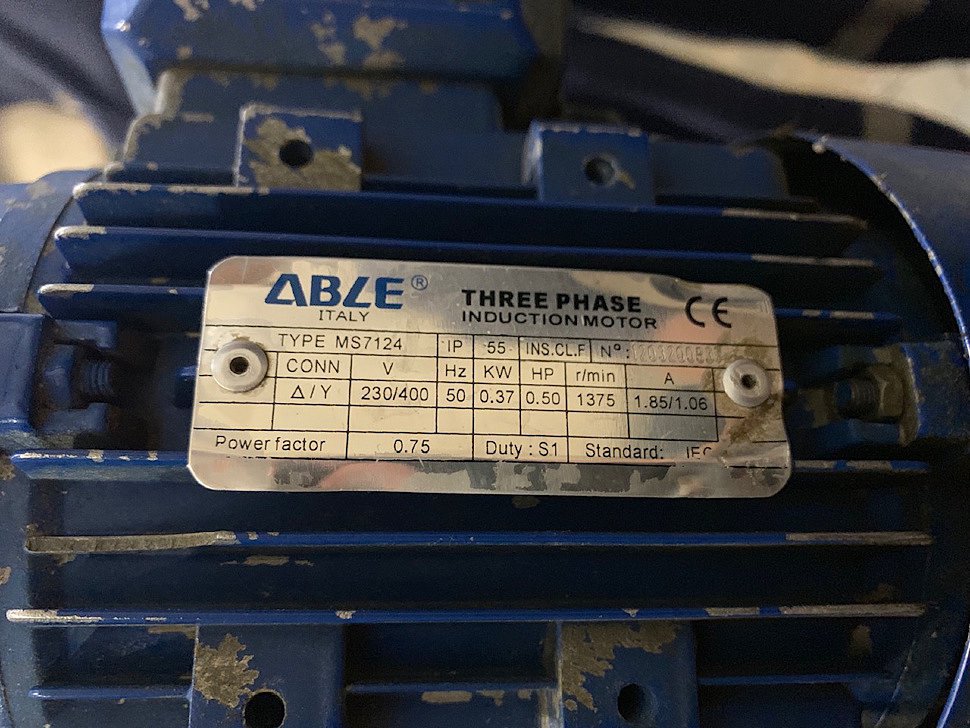 ABLE®
ITALY
THREE PHASE
INDUCTION MOTOR
CE
TYPE MS7124 IP 55 INS.CL.F Nº:
CONN V Hz KW HP r/min A
Δ/Y 230/400 50 0.37 0.50 1375 1.85/1.06
Power factor 0.75 Duty : S1 Standard: IEC